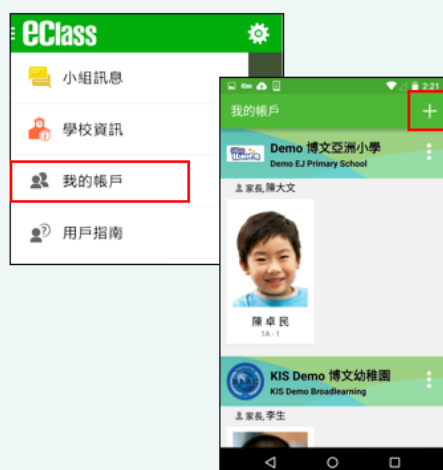 eClass
小組訊息
學校資訊
我的帳戶
用戶指南
2:21
我的帳戶
Demo 博文亞洲小學
Demo EJ Primary School
家長,陳大文
陳卓民
1A - 1
KIS Demo 博文幼稚園
KIS Demo Broadlearning
家長,李生